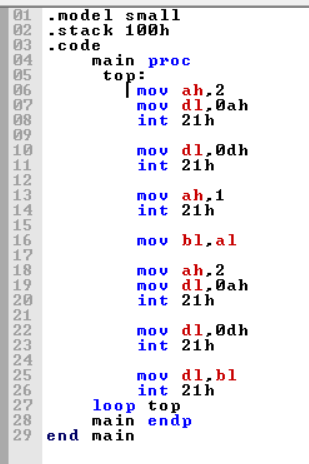 01 .model small
02 .stack 100h
03 .code
04 main proc
05 top:
06 mov ah,2
07 mov dl,0ah
08 int 21h
09
10 mov dl,0dh
11 int 21h
12
13 mov ah,1
14 int 21h
15
16 mov bl,al
17
18 mov ah,2
19 mov dl,0ah
20 int 21h
21
22 mov dl,0dh
23 int 21h
24
25 mov dl,bl
26 int 21h
27 loop top
28 main endp
29 end main